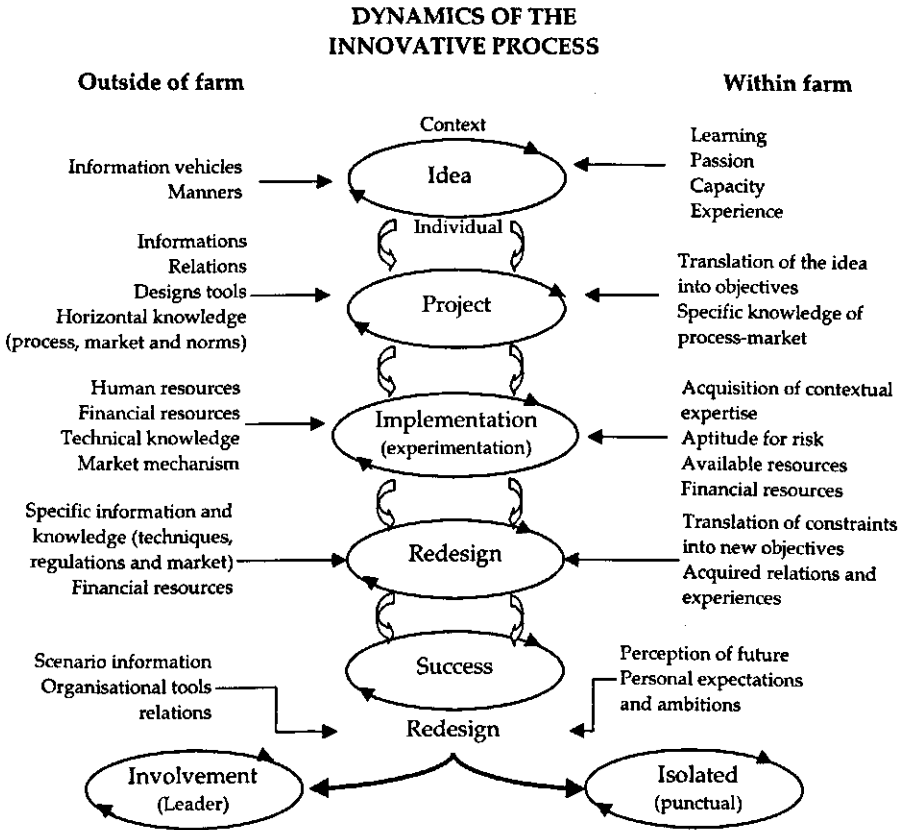 DYNAMICS OF THE
INNOVATIVE PROCESS
Outside of farm
Within farm
Context
Idea
Individual
Information vehicles
Manners
Learning
Passion
Capacity
Experience
Informations
Relations
Designs tools
Horizontal knowledge
(process, market and norms)
Project
Translation of the idea
into objectives
Specific knowledge of
process-market
Human resources
Financial resources
Technical knowledge
Market mechanism
Implementation
(experimentation)
Acquisition of contextual
expertise
Aptitude for risk
Available resources
Financial resources
Specific information and
knowledge (techniques,
regulations and market)
Financial resources
Redesign
Translation of constraints
into new objectives
Acquired relations and
experiences
Success
Scenario information
Organisational tools
relations
Redesign
Perception of future
Personal expectations
and ambitions
Involvement
(Leader)
Isolated
(punctual)